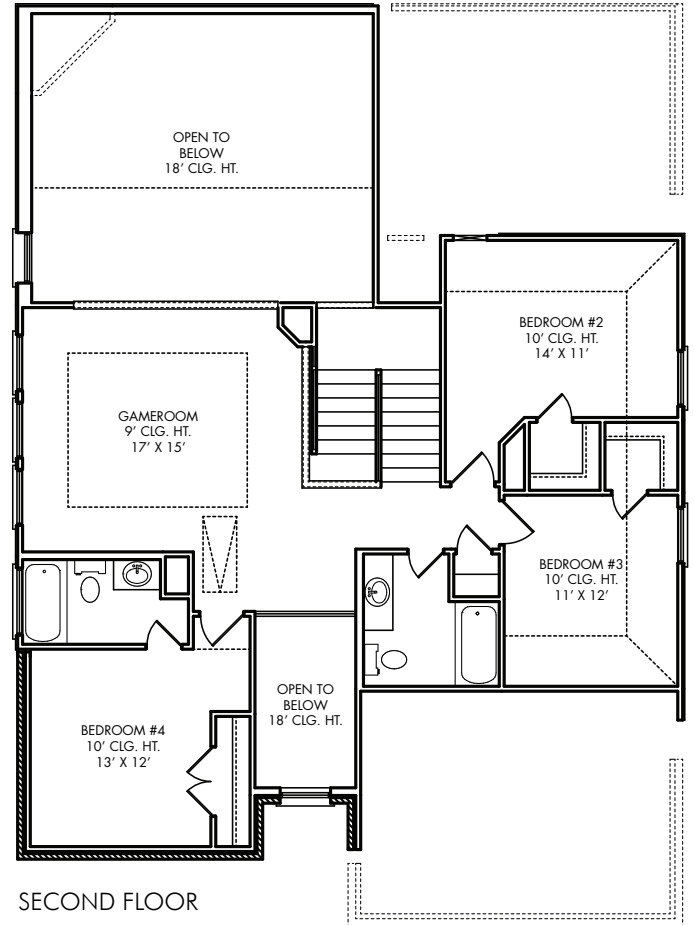 OPEN TO
BELOW
18' CLG. HT.
BEDROOM #2
10' CLG. HT.
14' X 11'
GAMEROOM
9' CLG. HT.
17' X 15'
BEDROOM #3
10' CLG. HT.
11' X 12'
OPEN TO
BELOW
18' CLG. HT.
BEDROOM #4
10' CLG. HT.
13' X 12'
SECOND FLOOR